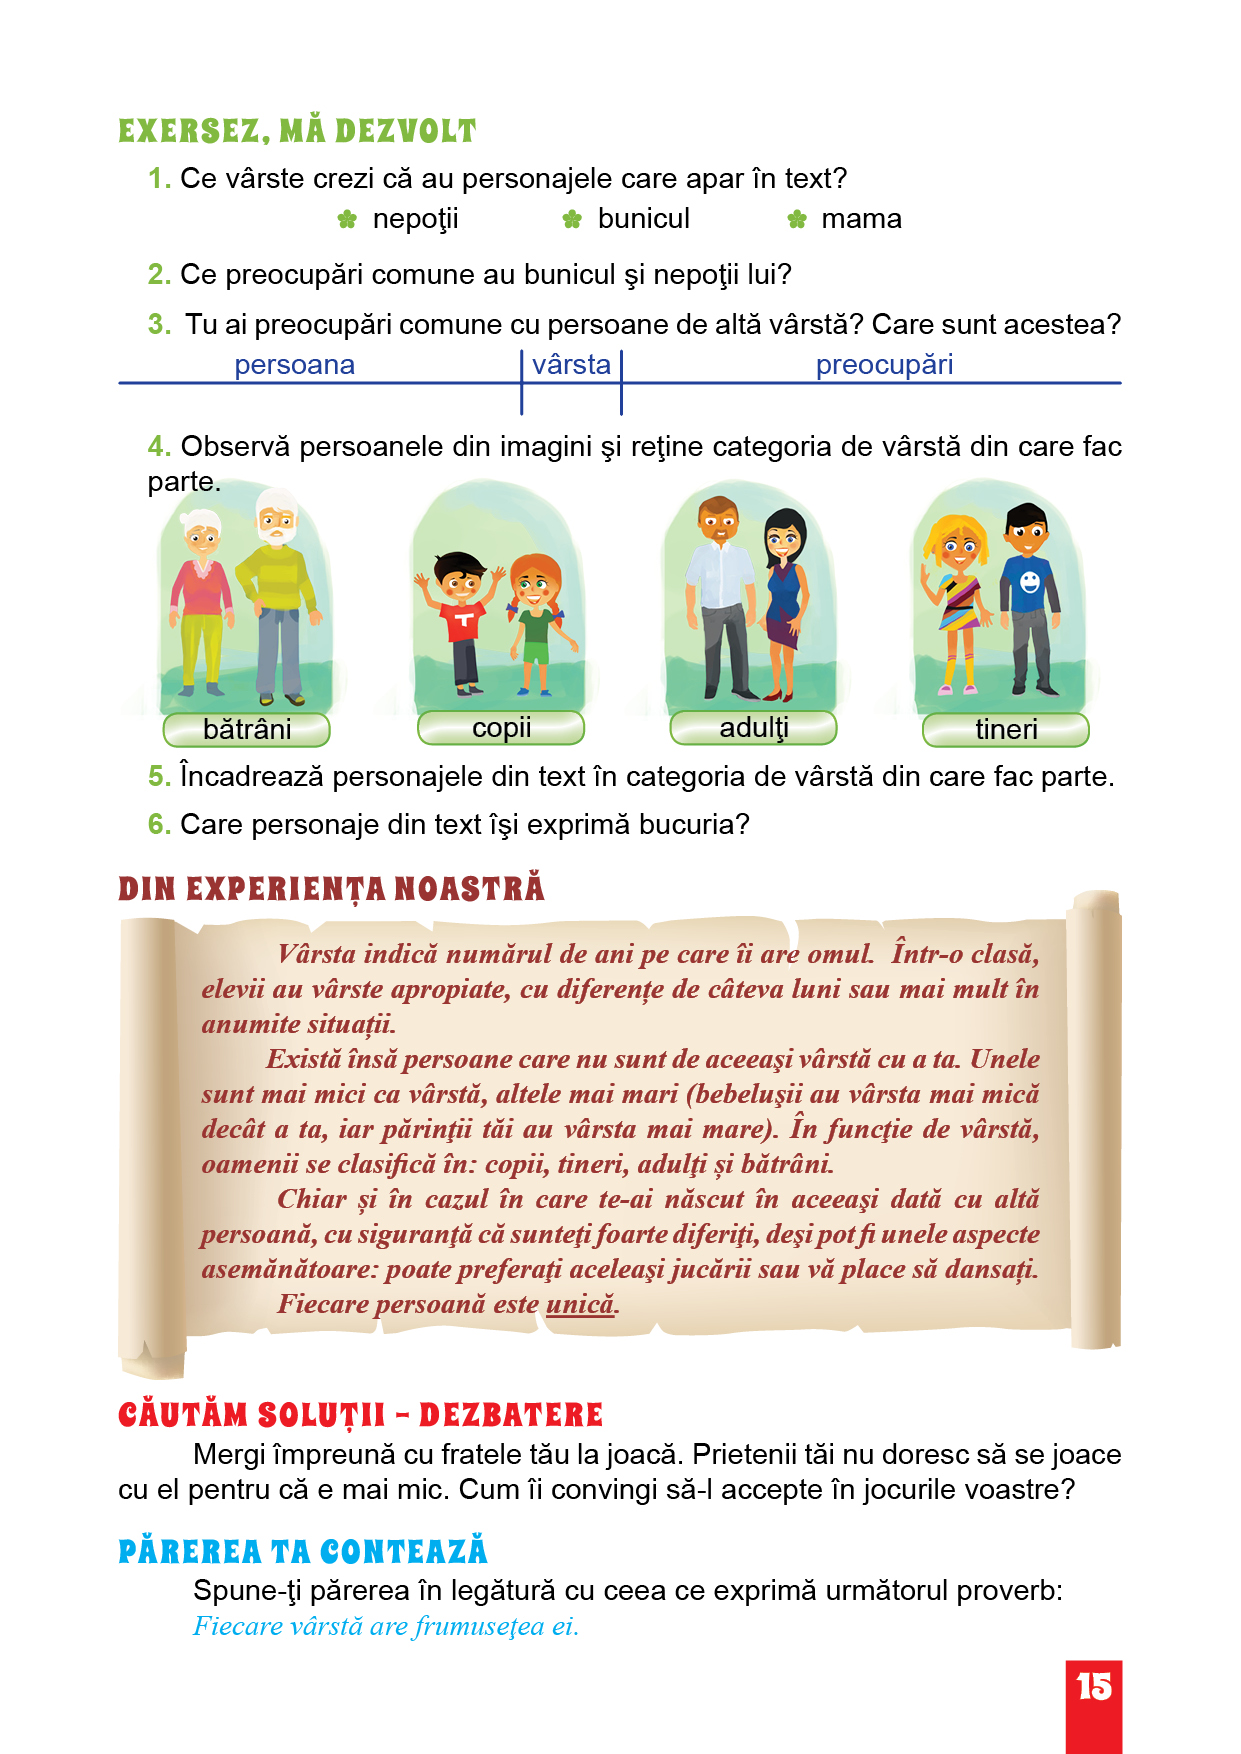 EXERSEZ, MĂ DEZVOLT
1. Ce vârste crezi că au personajele care apar în text?
nepoţii bunicul mama
2. Ce preocupări comune au bunicul şi nepoţii lui?
3. Tu ai preocupări comune cu persoane de altă vârstă? Care sunt acestea?
persoana vârsta preocupări
4. Observă persoanele din imagini şi reţine categoria de vârstă din care fac
parte.
T
bătrâni copii adulţi tineri
5. Încadrează personajele din text în categoria de vârstă din care fac parte.
6. Care personaje din text îşi exprimă bucuria?
DIN EXPERIENȚA NOASTRĂ
Vârsta indică numărul de ani pe care îi are omul. Într-o clasă,
elevii au vârste apropiate, cu diferențe de câteva luni sau mai mult în
anumite situații.
Există însă persoane care nu sunt de aceeaşi vârstă cu a ta. Unele
sunt mai mici ca vârstă, altele mai mari (bebeluşii au vârsta mai mică
decât a ta, iar părinţii tăi au vârsta mai mare). În funcţie de vârstă,
oamenii se clasifică în: copii, tineri, adulţi și bătrâni.
Chiar și în cazul în care te-ai născut în aceeaşi dată cu altă
persoană, cu siguranţă că sunteţi foarte diferiţi, deşi pot fi unele aspecte
asemănătoare: poate preferaţi aceleaşi jucării sau vă place să dansați.
Fiecare persoană este unică.
CĂUTĂM SOLUȚII – DEZBATERE
Mergi împreună cu fratele tău la joacă. Prietenii tăi nu doresc să se joace
cu el pentru că e mai mic. Cum îi convingi să-l accepte în jocurile voastre?
PĂREREA TA CONTEAZĂ
Spune-ţi părerea în legătură cu ceea ce exprimă următorul proverb:
Fiecare vârstă are frumuseţea ei.
15